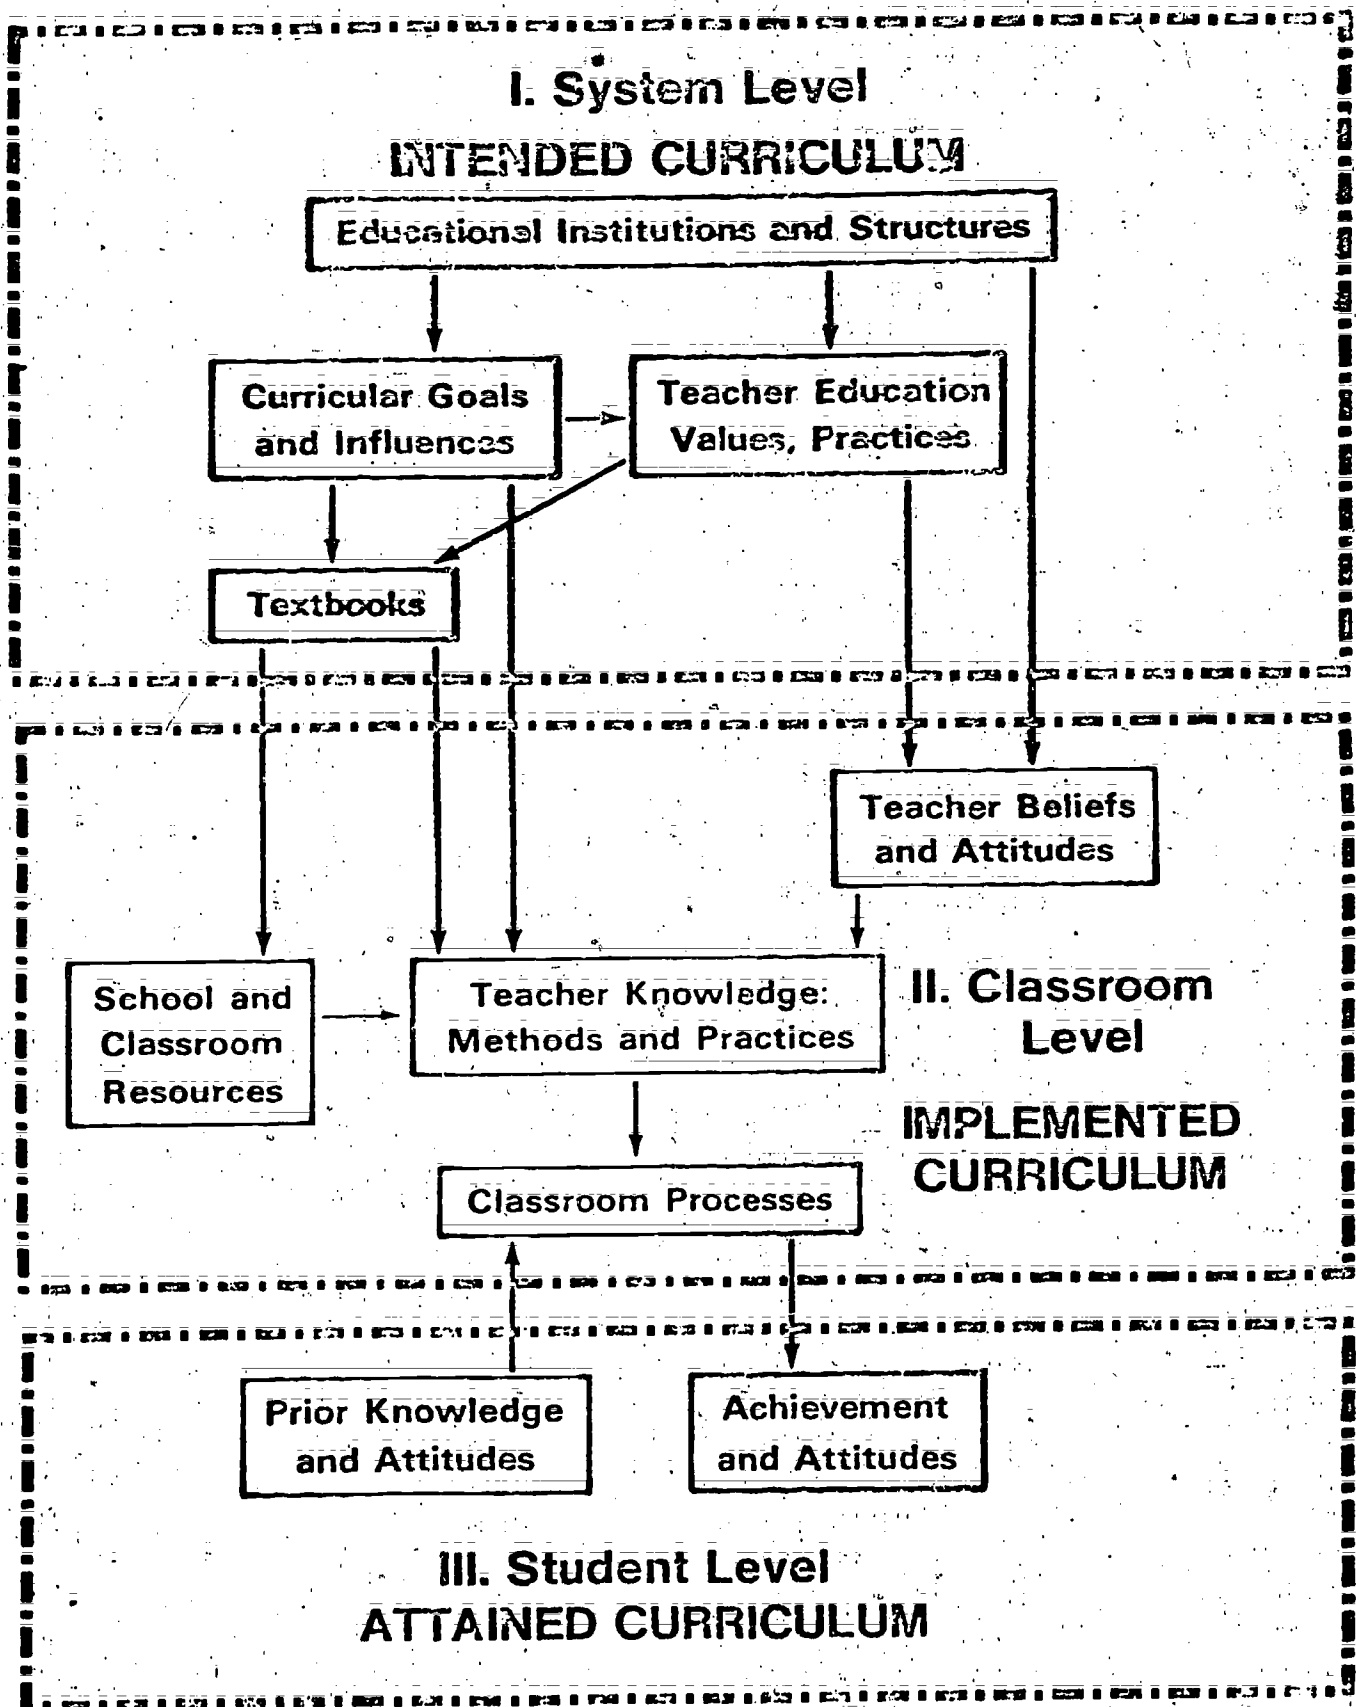 I. System Level
INTENDED CURRICULUM
Educational Institutions and Structures
Curricular Goals
and Influences
Teacher Education
Values, Practices
Textbooks
Teacher Beliefs
and Attitudes
School and
Classroom
Resources
Teacher Knowledge:
Methods and Practices
II. Classroom
Level
IMPLEMENTED
CURRICULUM
Classroom Processes
Prior Knowledge
and Attitudes
Achievement
and Attitudes
III. Student Level
ATTAINED CURRICULUM